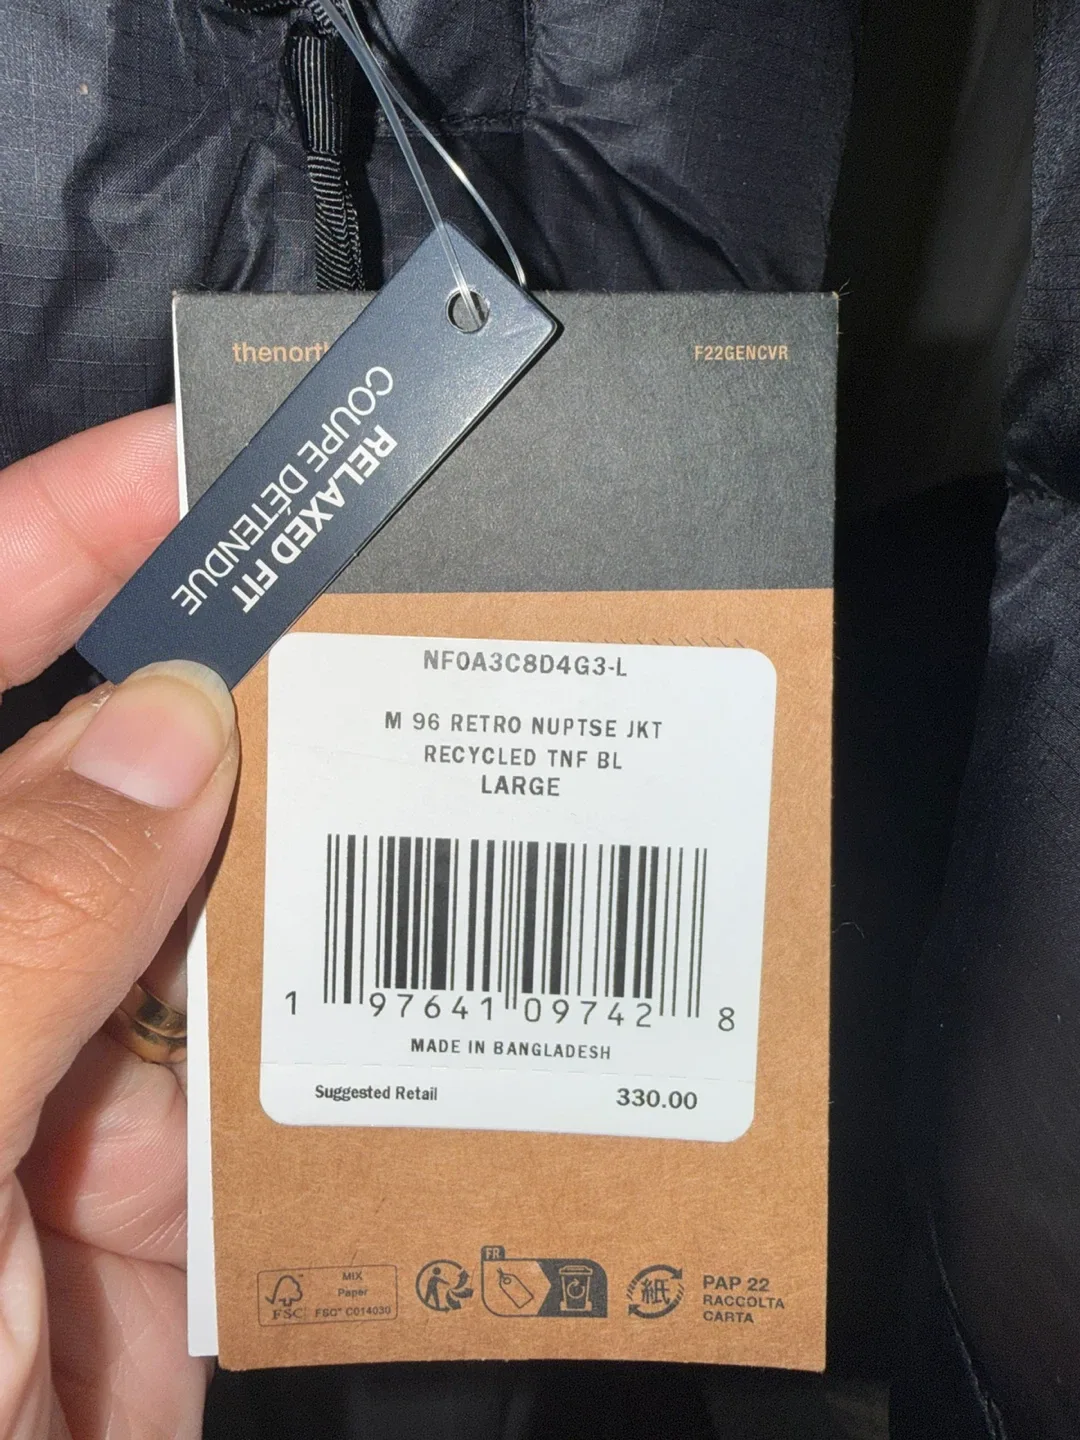 thenorth
F22GENCVR
RELAXED FIT
COUPE DÉTENDUE
NF0A3C8D4G3-L
M 96 RETRO NUPTSE JKT
RECYCLED TNF BL
LARGE
1 97641 09742 8
MADE IN BANGLADESH
Suggested Retail 330.00
FR
MIX
Paper
FSC FSC® C014030
紙
PAP 22
RACCOLTA
CARTA